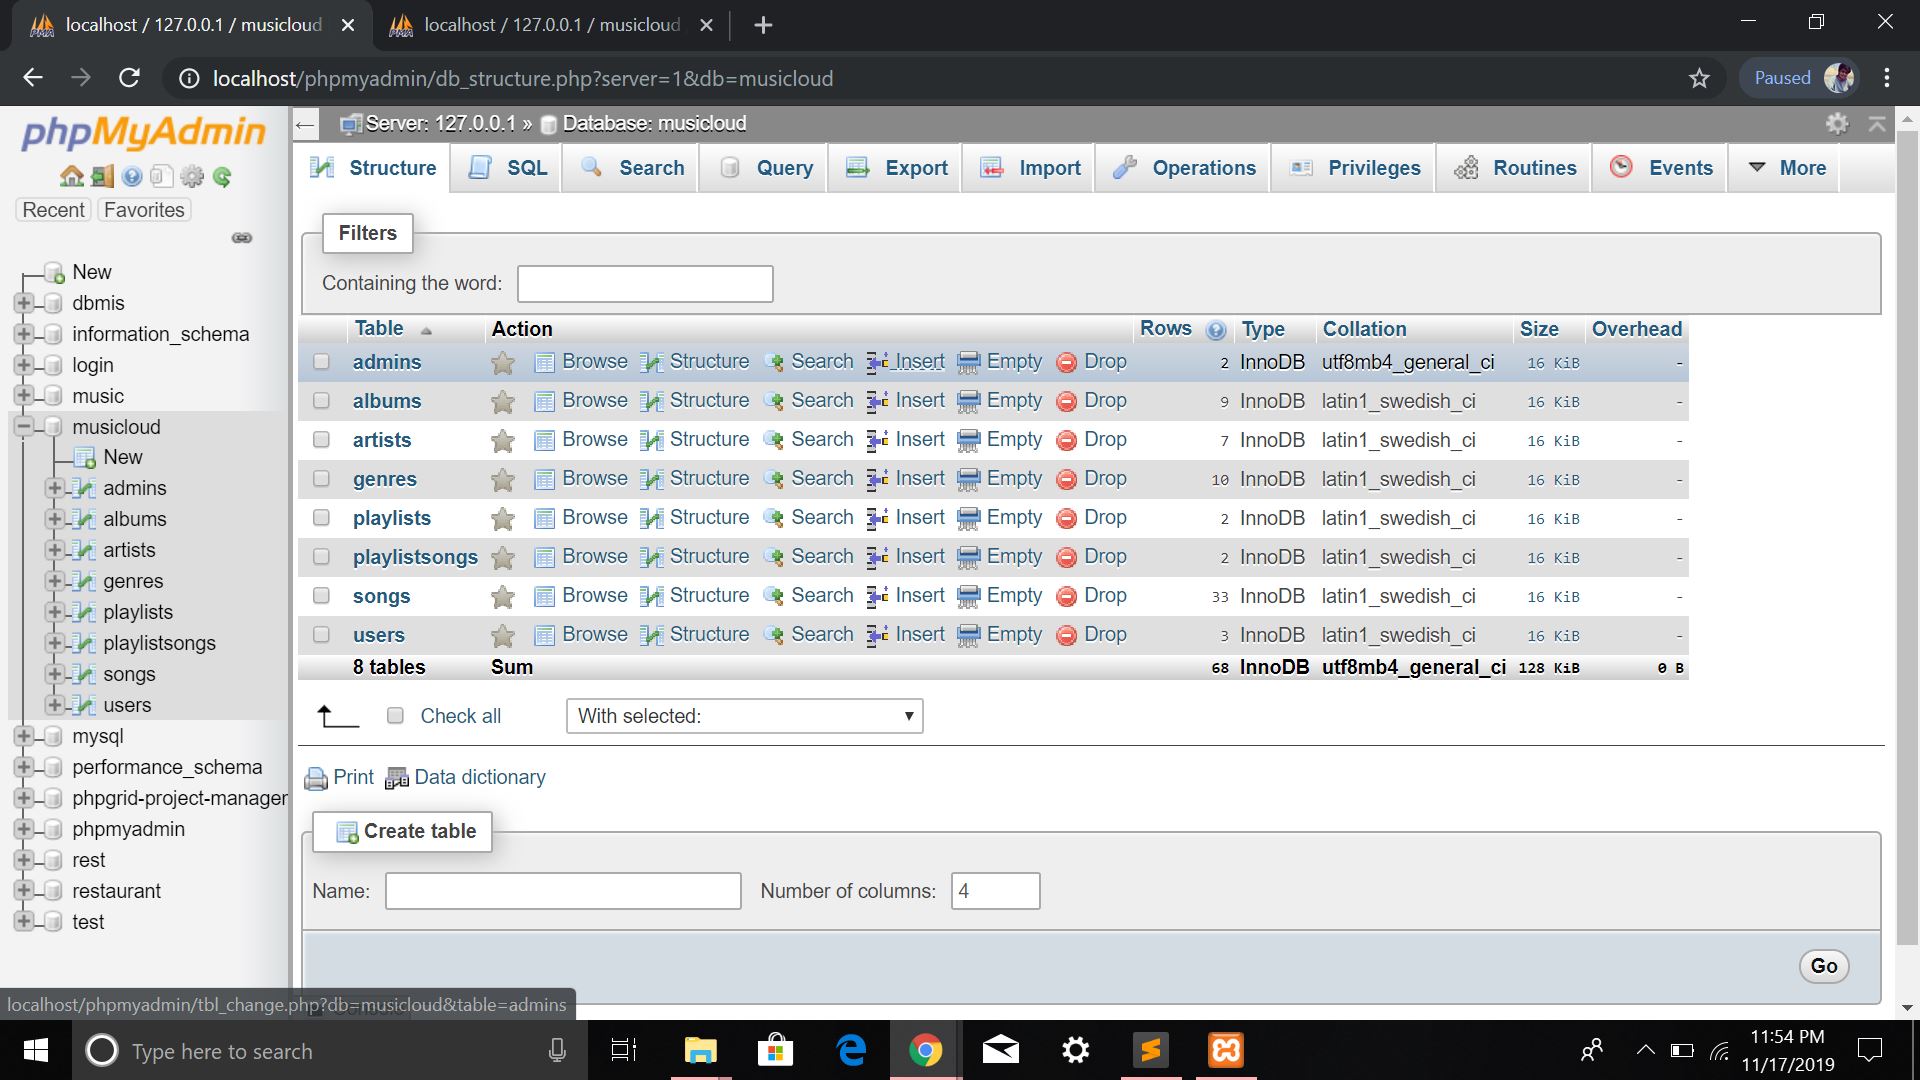 localhost / 127.0.0.1 / musicloud
localhost / 127.0.0.1 / musicloud
localhost/phpmyadmin/db_structure.php?server=1&db=musicloud
Paused
phpMyAdmin
Recent Favorites
New
dbmis
information_schema
login
music
musicloud
New
admins
albums
artists
genres
playlists
playlistsongs
songs
users
mysql
performance_schema
phpgrid-project-manager
phpmyadmin
rest
restaurant
test
Server: 127.0.0.1 » Database: musicloud
Structure SQL Search Query Export Import Operations Privileges Routines Events More
Filters
Containing the word:
Table Action Rows Type Collation Size Overhead
admins Browse Structure Search Insert Empty Drop 2 InnoDB utf8mb4_general_ci 16 KiB -
albums Browse Structure Search Insert Empty Drop 9 InnoDB latin1_swedish_ci 16 KiB -
artists Browse Structure Search Insert Empty Drop 7 InnoDB latin1_swedish_ci 16 KiB -
genres Browse Structure Search Insert Empty Drop 10 InnoDB latin1_swedish_ci 16 KiB -
playlists Browse Structure Search Insert Empty Drop 2 InnoDB latin1_swedish_ci 16 KiB -
playlistsongs Browse Structure Search Insert Empty Drop 2 InnoDB latin1_swedish_ci 16 KiB -
songs Browse Structure Search Insert Empty Drop 33 InnoDB latin1_swedish_ci 16 KiB -
users Browse Structure Search Insert Empty Drop 3 InnoDB latin1_swedish_ci 16 KiB -
8 tables Sum 68 InnoDB utf8mb4_general_ci 128 KiB 0 B
Check all With selected:
Print Data dictionary
Create table
Name: Number of columns: 4
Go
Console
localhost/phpmyadmin/tbl_change.php?db=musicloud&table=admins
Type here to search
11:54 PM
11/17/2019